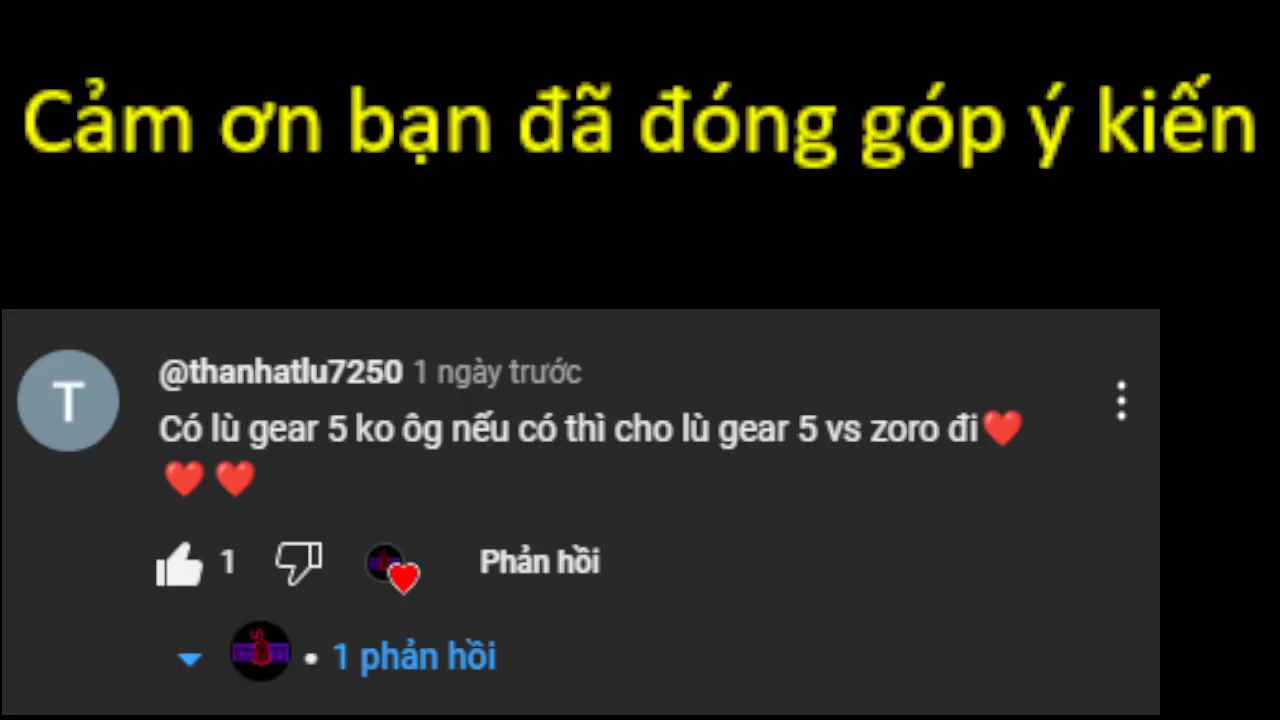 Cảm ơn bạn đã đóng góp ý kiến
T
@thanhatlu7250 1 ngày trước
Có lù gear 5 ko ôg nếu có thì cho lù gear 5 vs zoro đi❤️
❤️❤️
1 Phản hồi
• 1 phản hồi